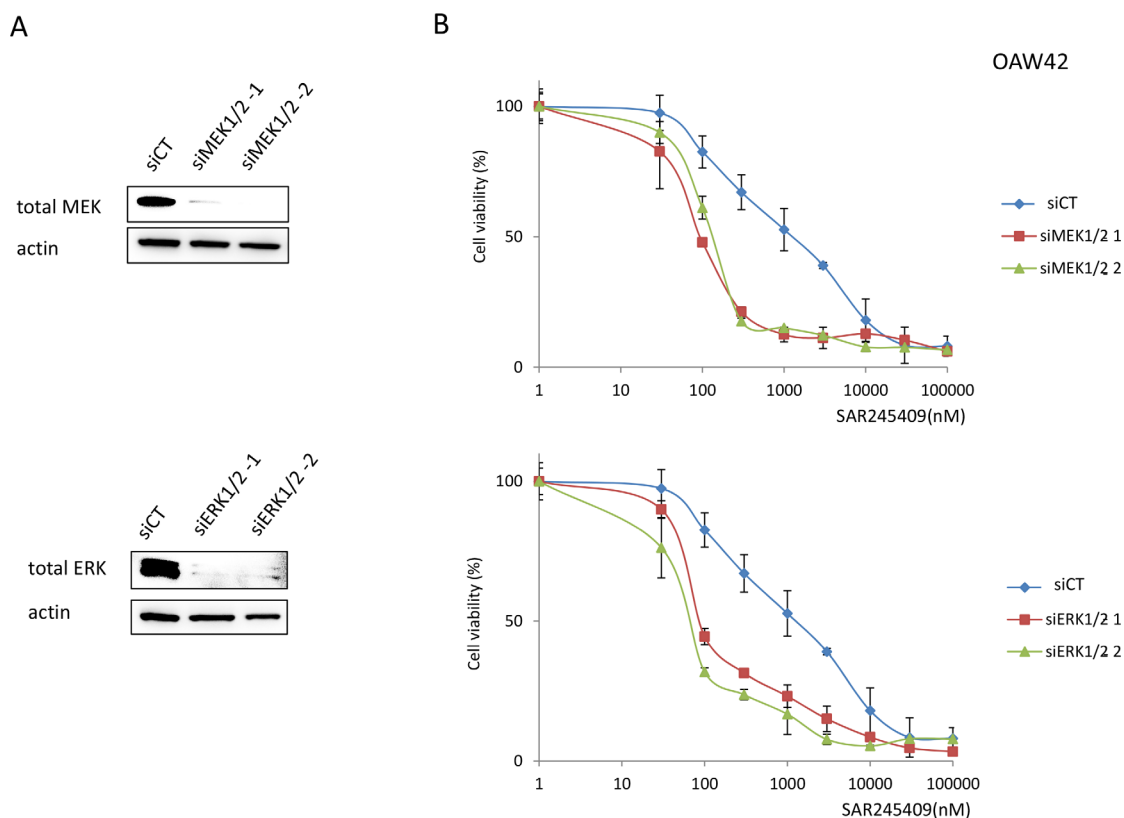 A
siCT
siMEK1/2 -1
siMEK1/2 -2
total MEK
actin
siCT
siERK1/2 -1
siERK1/2 -2
total ERK
actin
B
OAW42
Cell viability (%)
100
50
0
1 10 100 1000 10000 100000
SAR245409(nM)
siCT
siMEK1/2 1
siMEK1/2 2
Cell viability (%)
100
50
0
1 10 100 1000 10000 100000
SAR245409(nM)
siCT
siERK1/2 1
siERK1/2 2